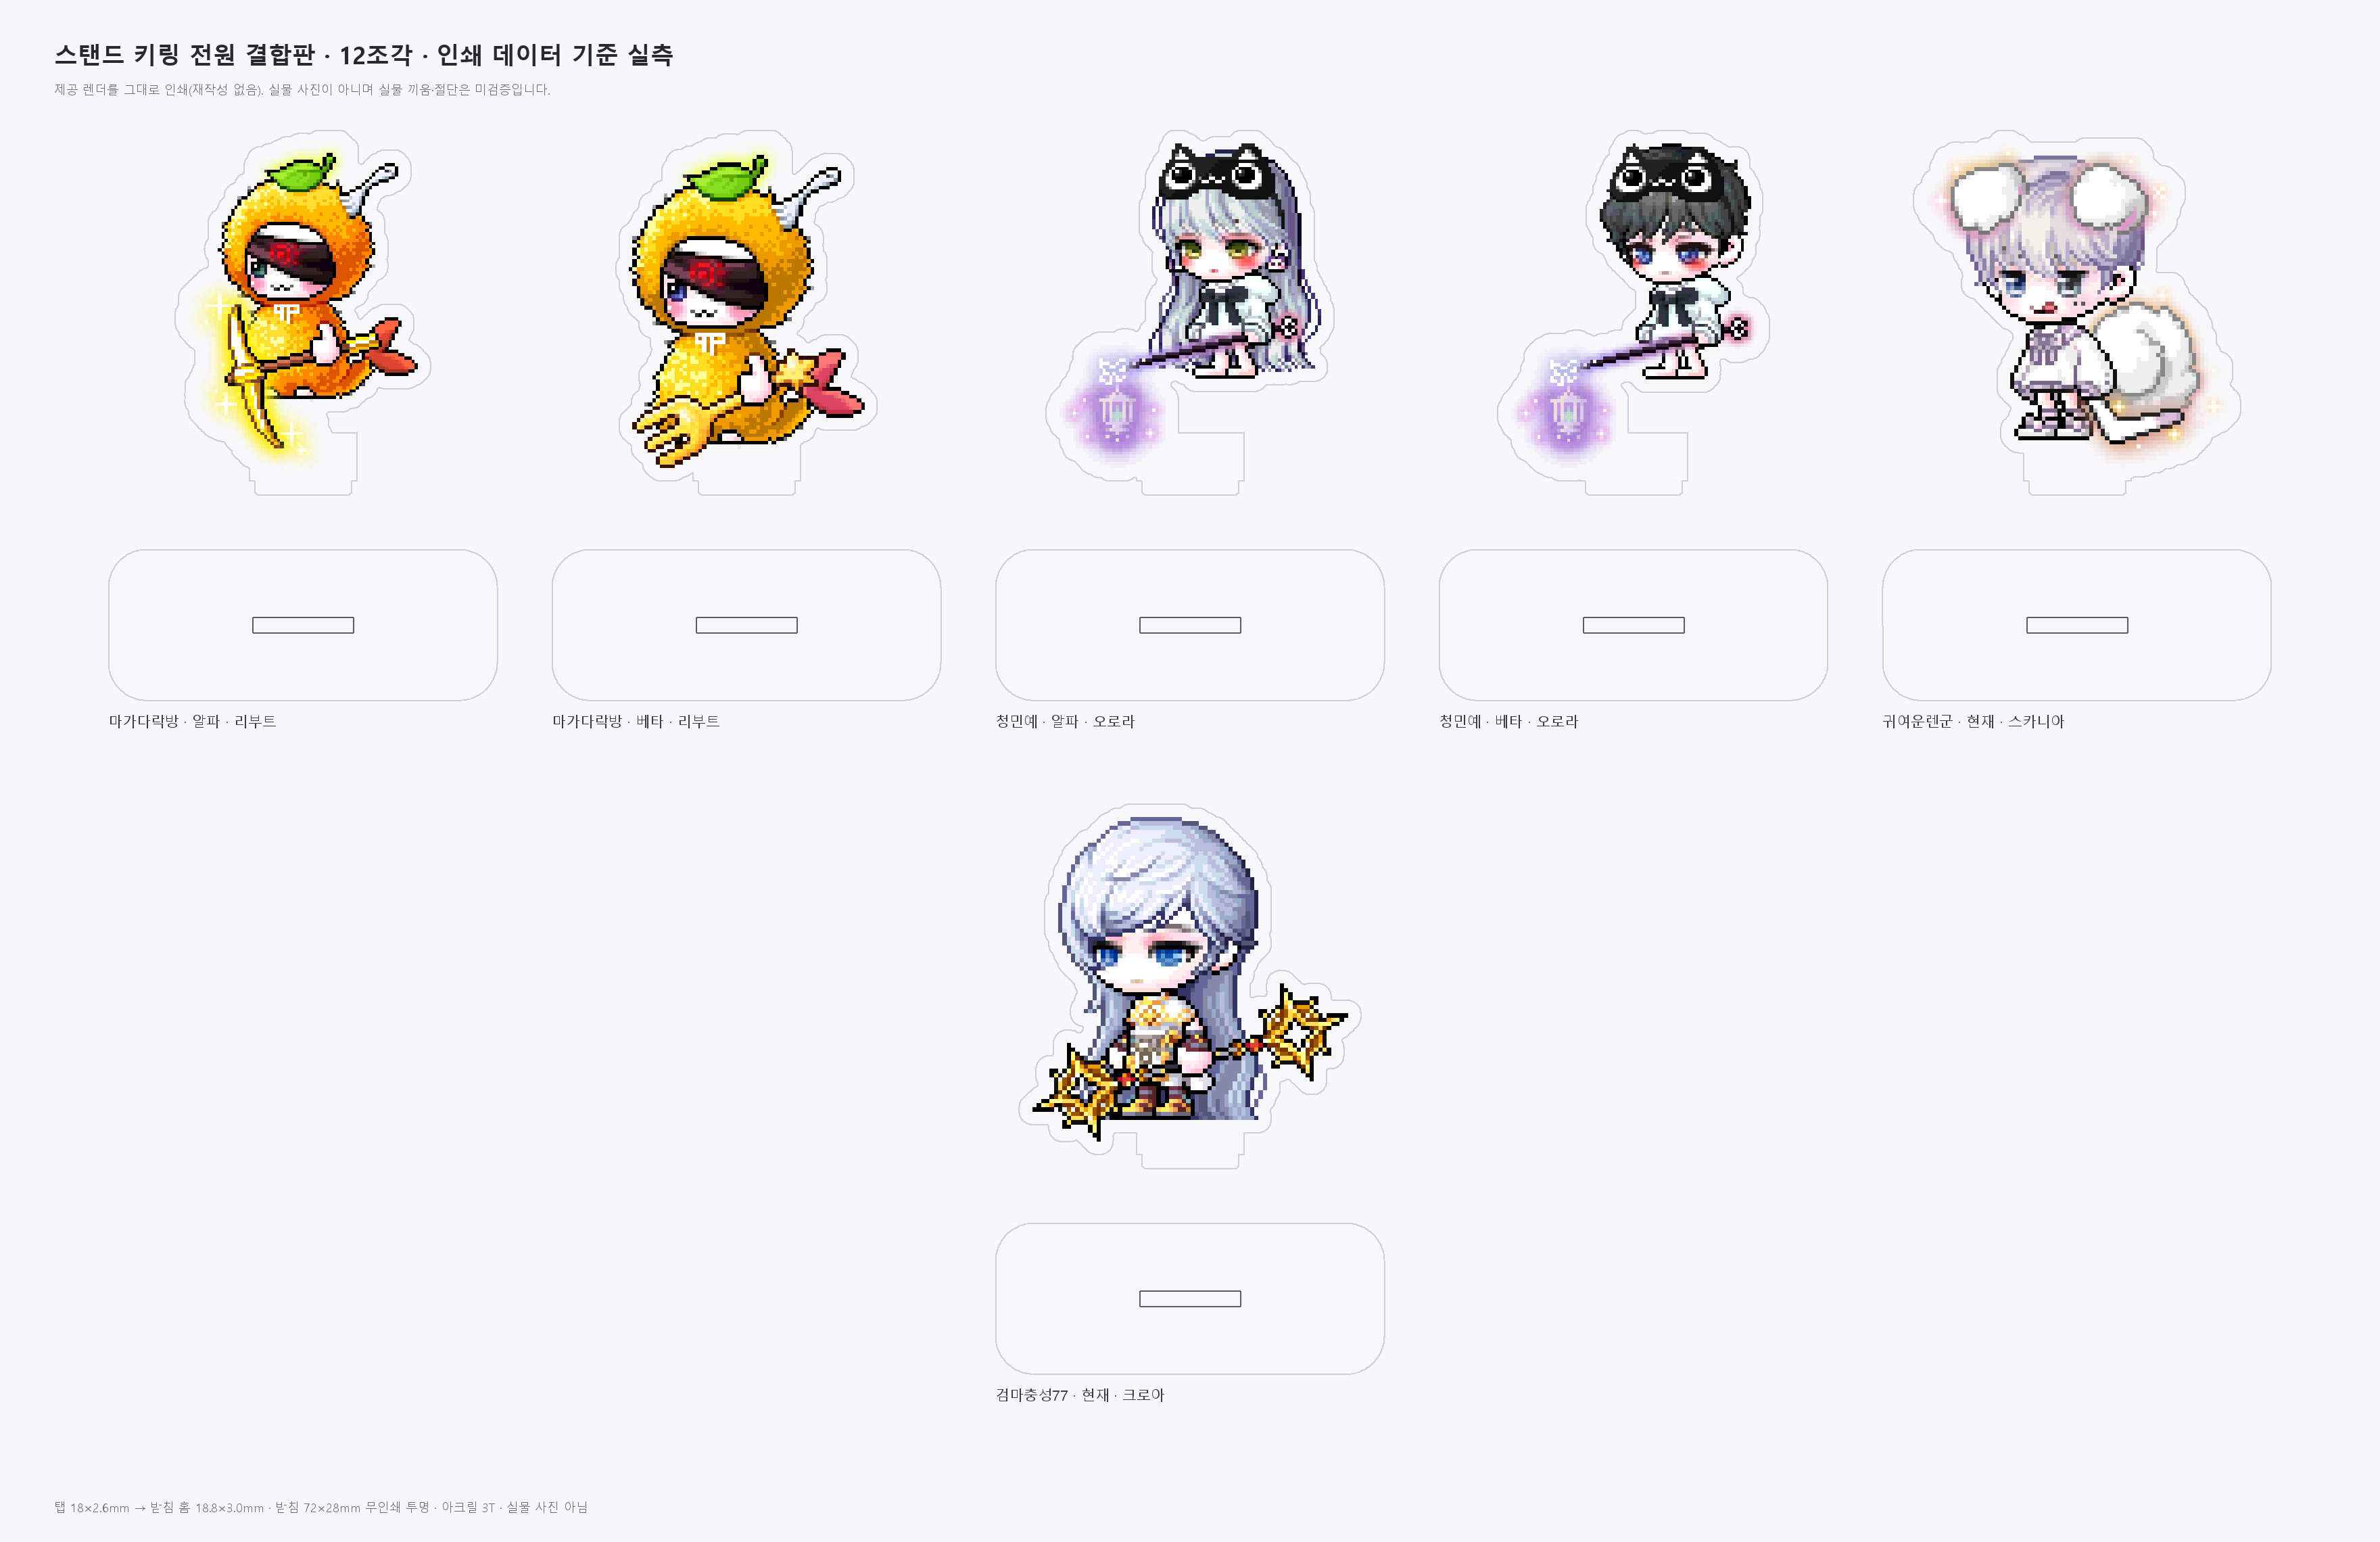 스탠드 키링 전원 결합판 · 12조각 · 인쇄 데이터 기준 실측
제공 렌더를 그대로 인쇄(재작성 없음). 실물 사진이 아니며 실물 끼움·절단은 미검증입니다.
마가다락방 · 알파 · 리부트
마가다락방 · 베타 · 리부트
청민예 · 알파 · 오로라
청민예 · 베타 · 오로라
귀여운렌군 · 현재 · 스카니아
검마충성77 · 현재 · 크로아
탭 18×2.6mm → 받침 홈 18.8×3.0mm · 받침 72×28mm 무인쇄 투명 · 아크릴 3T · 실물 사진 아님